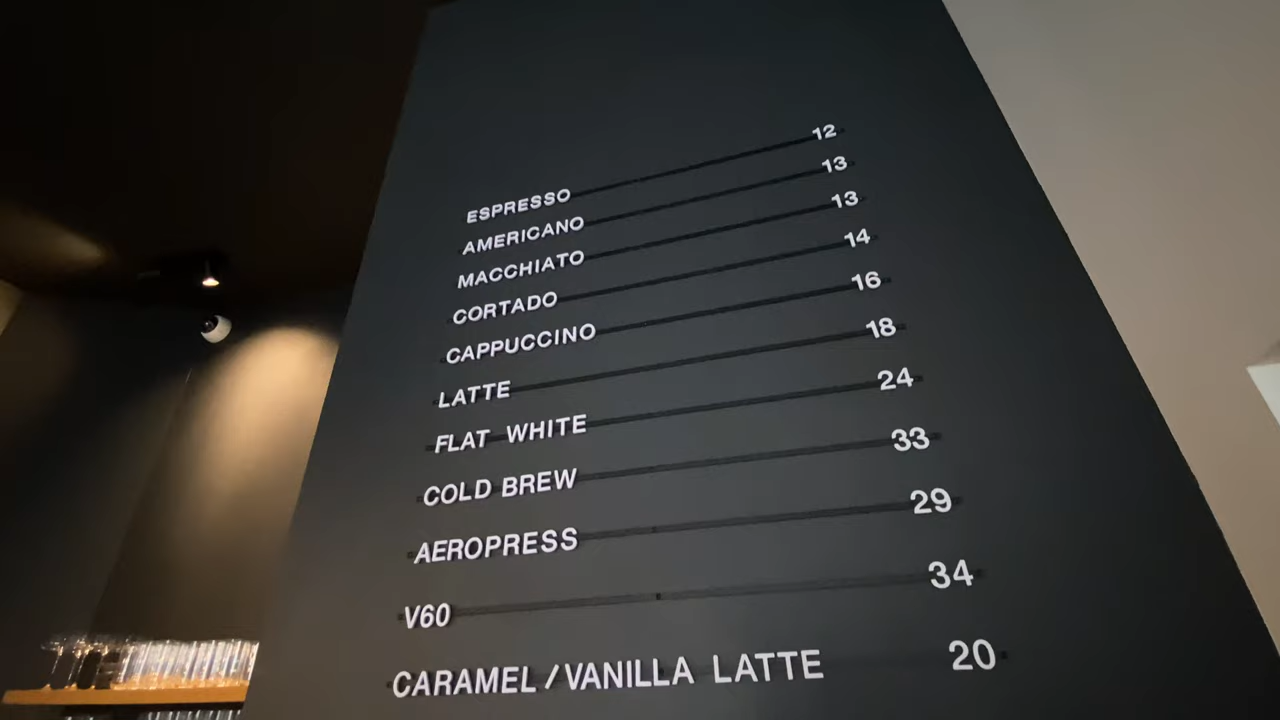 ESPRESSO 12
AMERICANO 13
MACCHIATO 13
CORTADO 14
CAPPUCCINO 16
LATTE 18
FLAT WHITE 24
COLD BREW 33
AEROPRESS 29
V60 34
CARAMEL/VANILLA LATTE 20